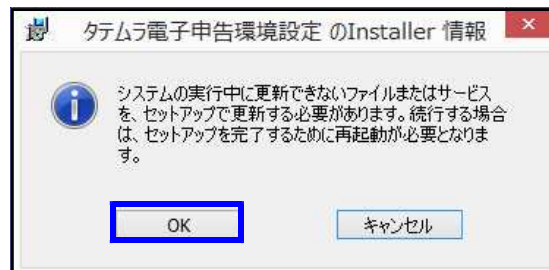 タテムラ電子申告環境設定 のInstaller 情報
システムの実行中に更新できないファイルまたはサービス
を、セットアップで更新する必要があります。続行する場合
は、セットアップを完了するために再起動が必要となりま
す。
OK
キャンセル